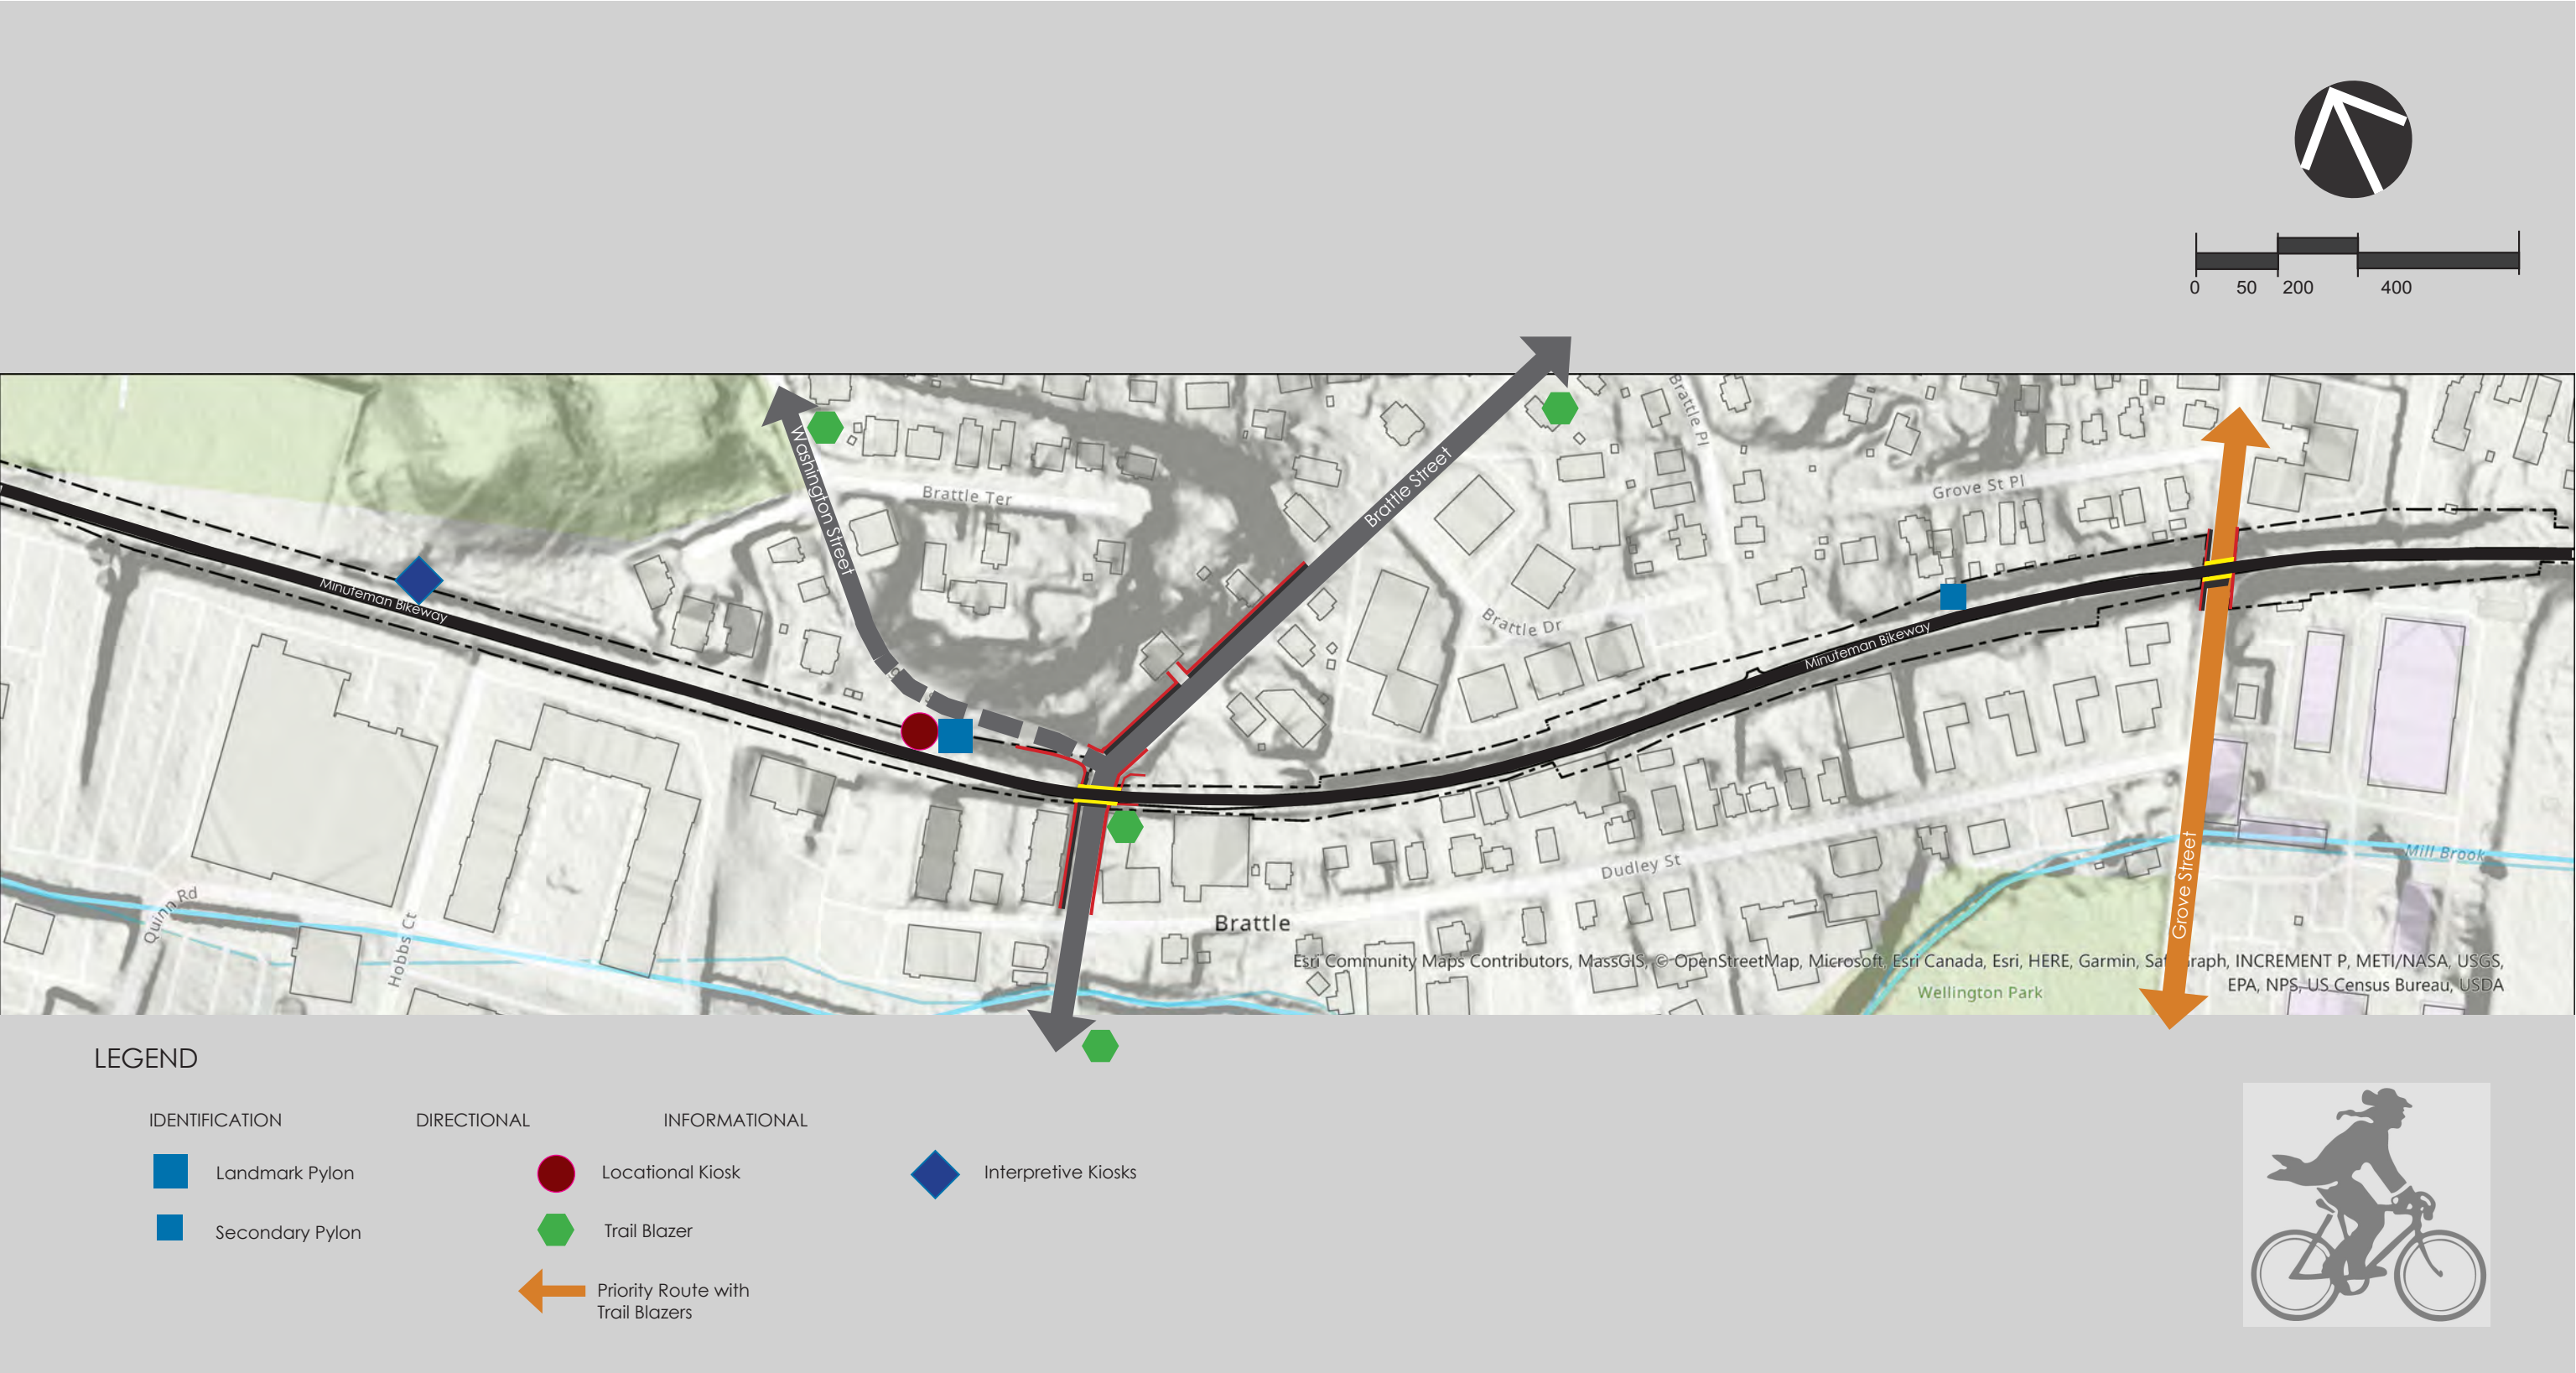 0 50 200 400
Washington Street
Brattle Ter
Brattle Street
Brattle Pl
Grove St Pl
Minuteman Bikeway
Brattle Dr
Minuteman Bikeway
Quinn Rd
Hobbs Ct
Brattle
Dudley St
Grove Street
Mill Brook
Esri Community Maps Contributors, MassGIS, © OpenStreetMap, Microsoft, Esri Canada, Esri, HERE, Garmin, INCREMENT P, METI/NASA, USGS,
EPA, NPS, US Census Bureau, USDA
Wellington Park
LEGEND
IDENTIFICATION DIRECTIONAL INFORMATIONAL
Landmark Pylon Locational Kiosk Interpretive Kiosks
Secondary Pylon Trail Blazer
Priority Route with
Trail Blazers